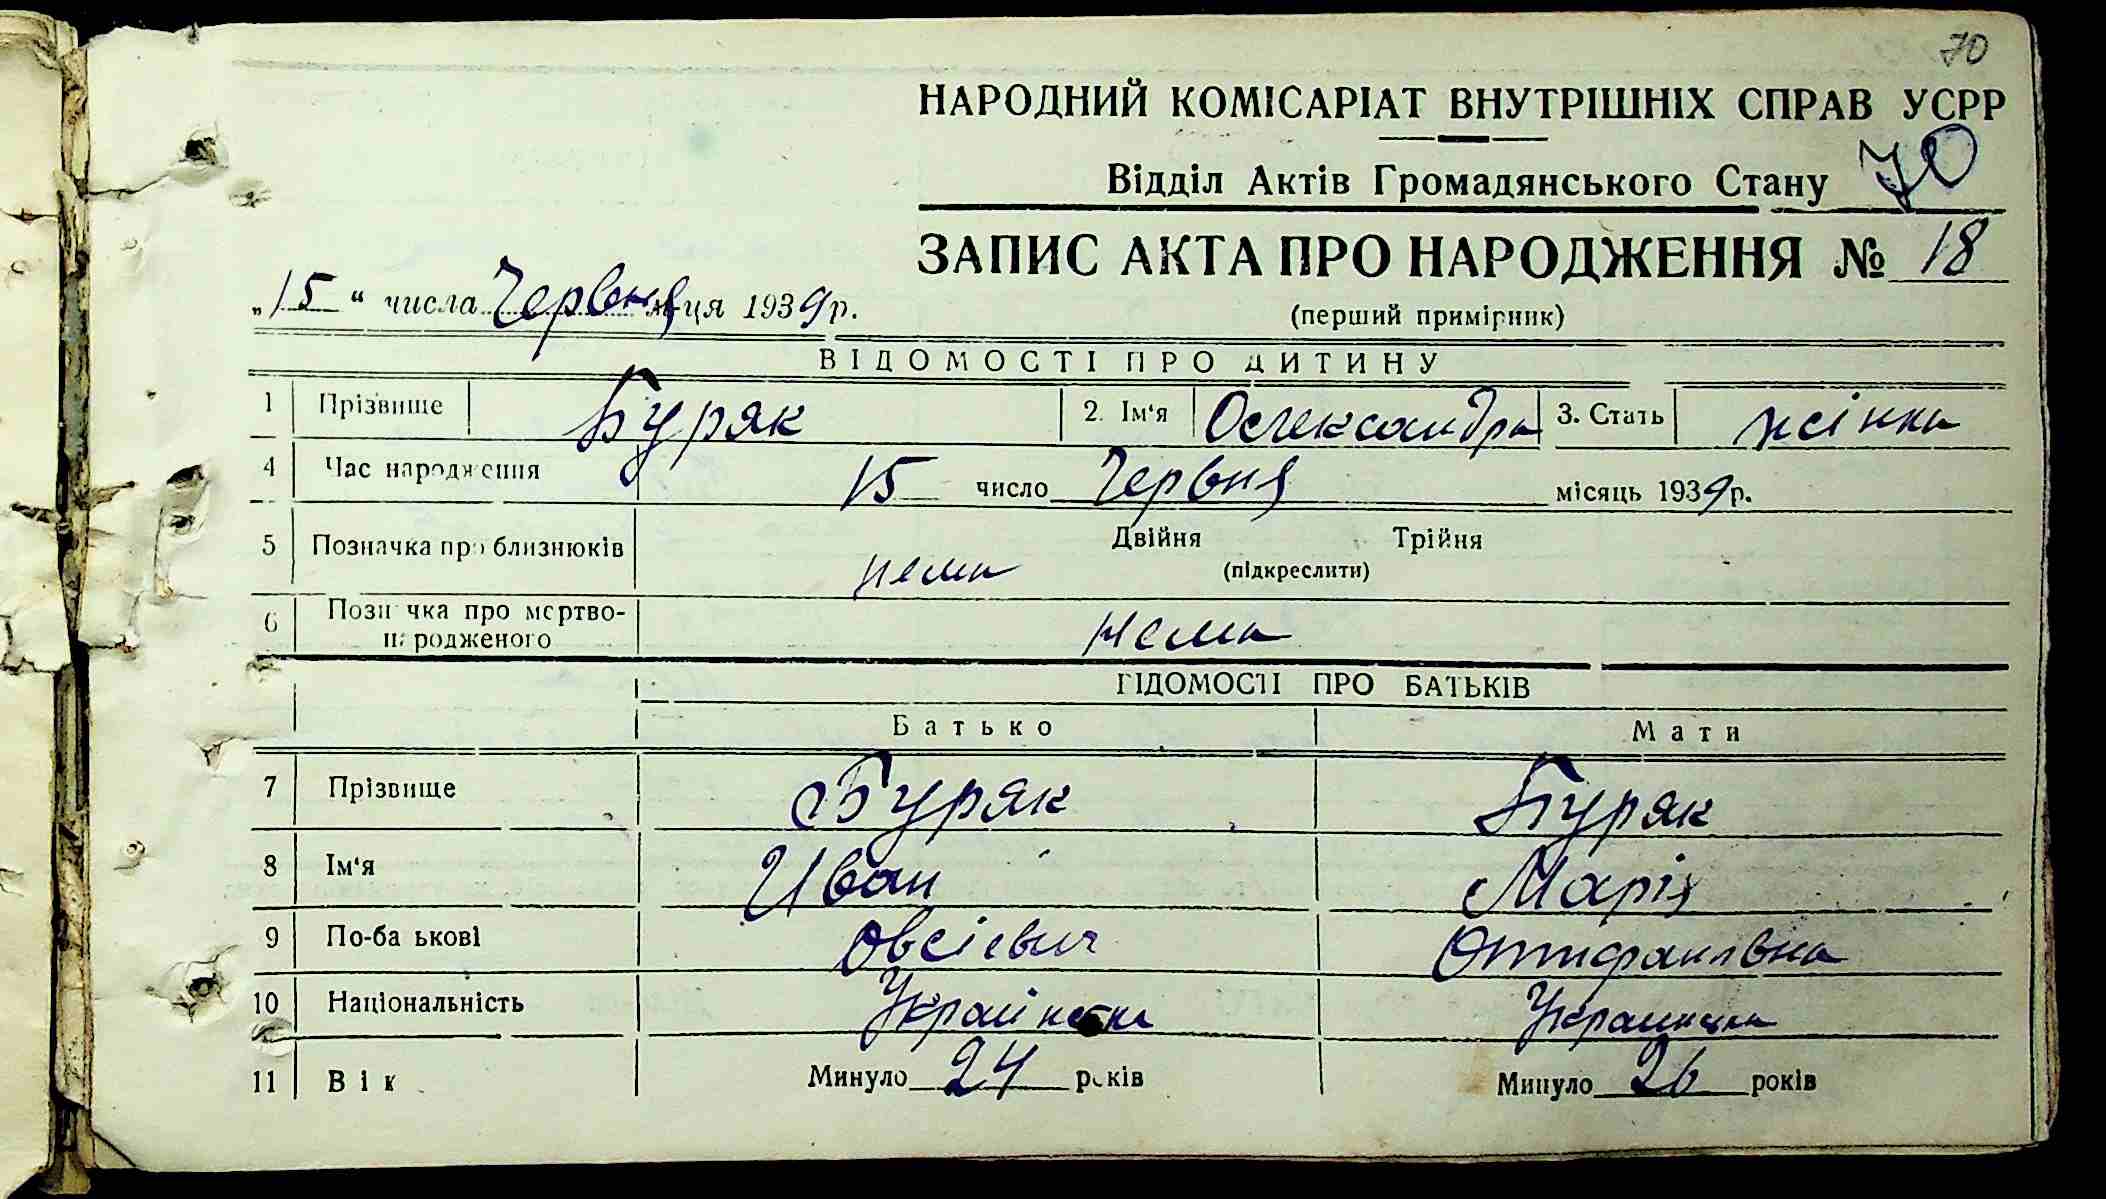 70
НАРОДНИЙ КОМІСАРІАТ ВНУТРІШНІХ СПРАВ УСРР
Відділ Актів Громадянського Стану 70
ЗАПИС АКТА ПРО НАРОДЖЕННЯ № 18
„15“ числа Червня м-ця 1939 р.
(перший примірник)
ВІДОМОСТІ ПРО ДИТИНУ
1 Прізвище Буряк 2. Ім'я Олександра 3. Стать жінка
4 Час народження 15 число Червня місяць 1939 р.
5 Позначка про близнюків нема Двійня Трійня
(підкреслити)
6 Позначка про мертвонародженого нема
ВІДОМОСТІ ПРО БАТЬКІВ
Батько Мати
7 Прізвище Буряк Буряк
8 Ім'я Иван Марія
9 По-батькові Овсієвич
10 Національність Украінка
11 Вік Минуло 24 років Минуло 26 років